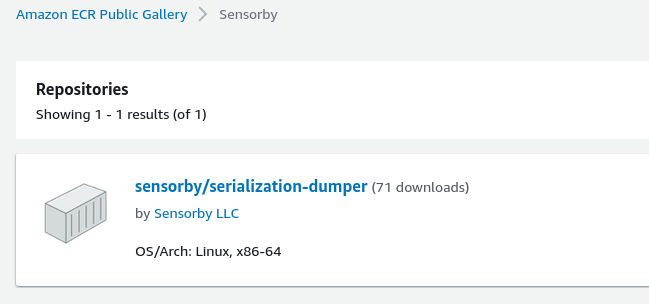 Amazon ECR Public Gallery > Sensorby
Repositories
Showing 1 - 1 results (of 1)
sensorby/serialization-dumper (71 downloads)
by Sensorby LLC
OS/Arch: Linux, x86-64